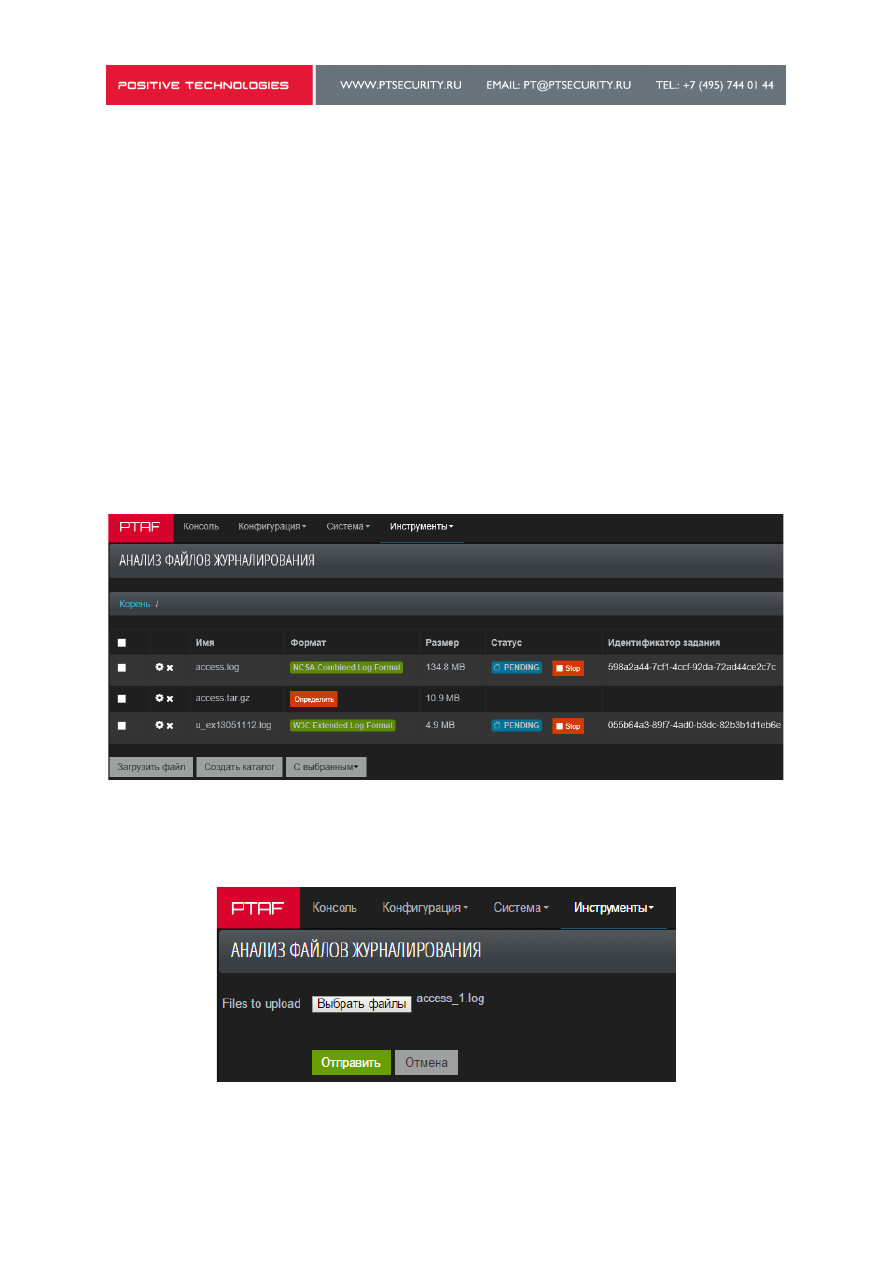 POSITIVE TECHNOLOGIES WWW.PTSECURITY.RU EMAIL: PT@PTSECURITY.RU TEL.: +7 (495) 744 01 44
PTAF Консоль Конфигурация Система Инструменты
АНАЛИЗ ФАЙЛОВ ЖУРНАЛИРОВАНИЯ
Корень /
Имя Формат Размер Статус Идентификатор задания
access.log NCSA Combined Log Format 134.8 MB PENDING Stop 598a2a44-7cf1-4ccf-92da-72ad44ce2c7c
access.tar.gz Определить 10.9 MB
u_ex13051112.log W3C Extended Log Format 4.9 MB PENDING Stop 055b64a3-89f7-4ad0-b3dc-82b3b1d1eb6e
Загрузить файл Создать каталог С выбранным
PTAF Консоль Конфигурация Система Инструменты
АНАЛИЗ ФАЙЛОВ ЖУРНАЛИРОВАНИЯ
Files to upload Выбрать файлы access_1.log
Отправить Отмена